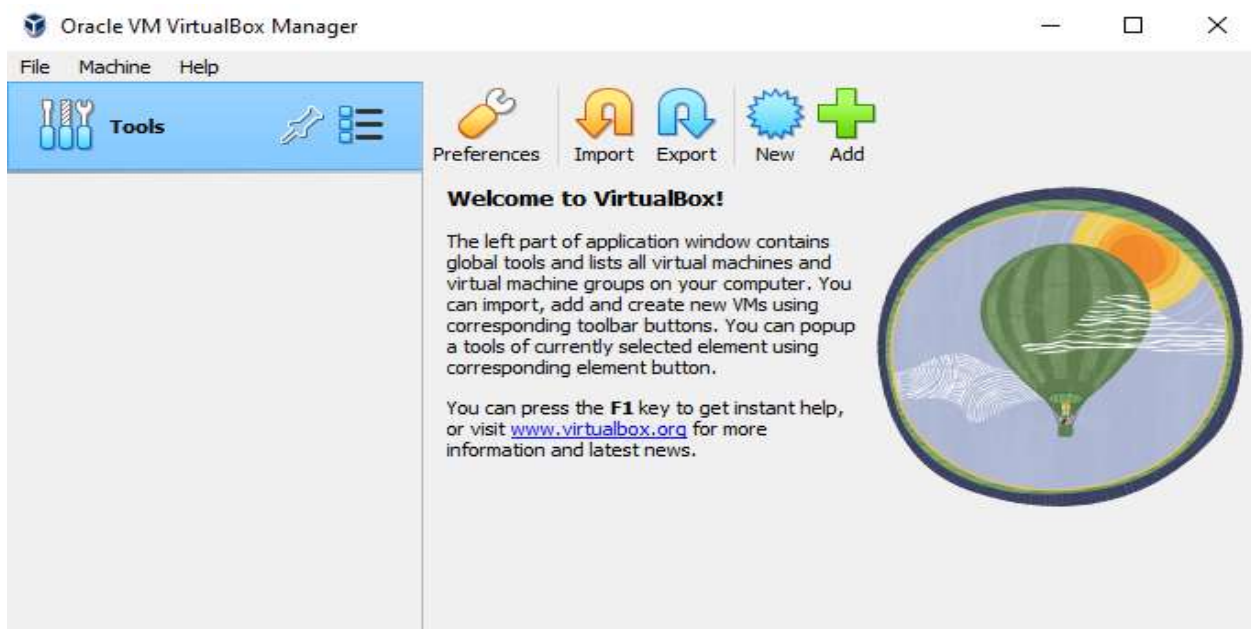 Oracle VM VirtualBox Manager
File Machine Help
Tools
Preferences Import Export New Add
Welcome to VirtualBox!
The left part of application window contains
global tools and lists all virtual machines and
virtual machine groups on your computer. You
can import, add and create new VMs using
corresponding toolbar buttons. You can popup
a tools of currently selected element using
corresponding element button.
You can press the F1 key to get instant help,
or visit www.virtualbox.org for more
information and latest news.